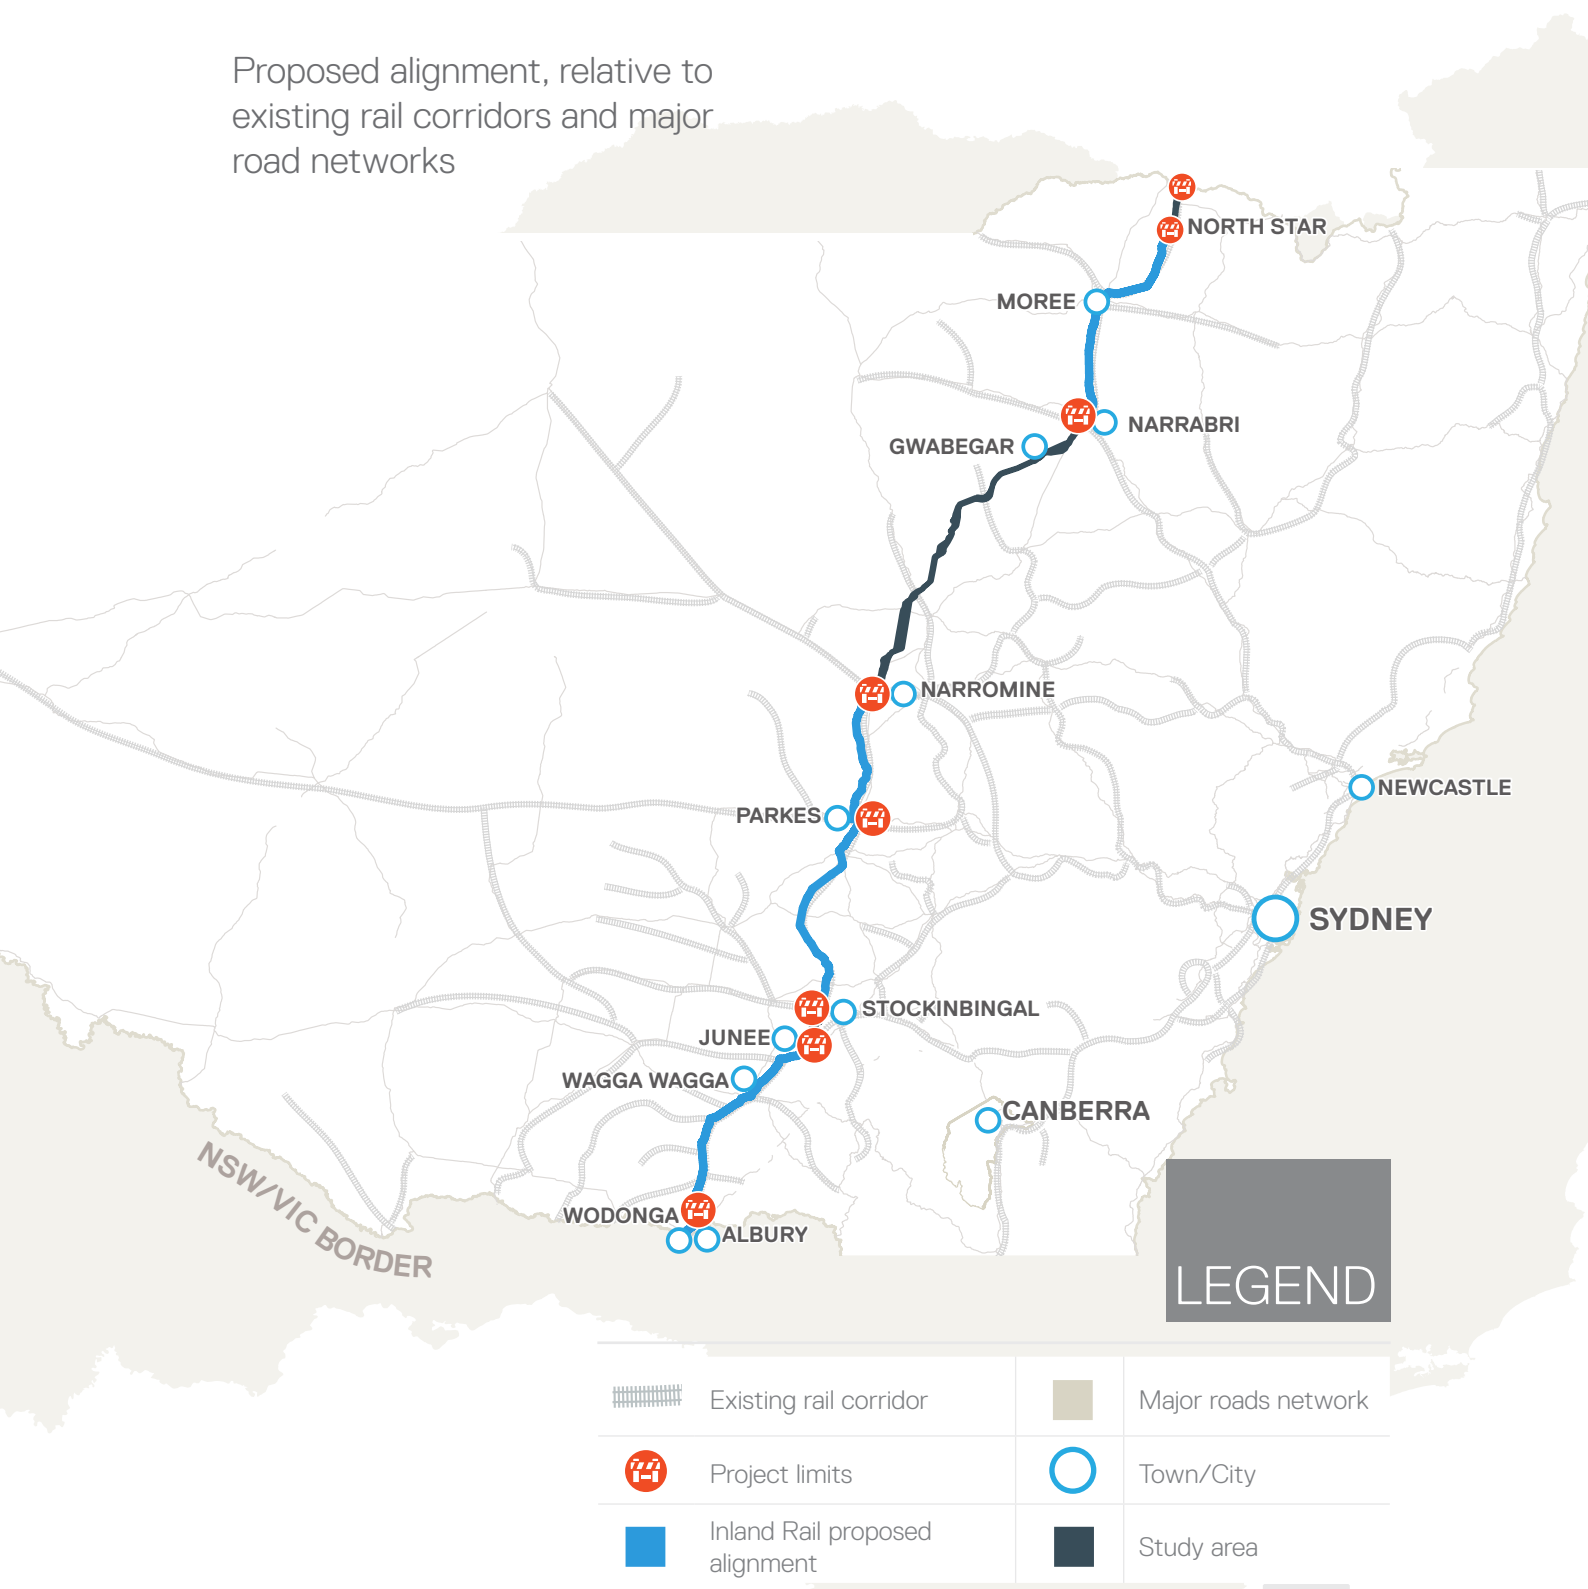 Proposed alignment, relative to
existing rail corridors and major
road networks
NORTH STAR
MOREE
NARRABRI
GWABEGAR
NARROMINE
NEWCASTLE
PARKES
SYDNEY
STOCKINBINGAL
JUNEE
WAGGA WAGGA
CANBERRA
NSW/VIC BORDER
WODONGA
ALBURY
LEGEND
Existing rail corridor
Major roads network
Project limits
Town/City
Inland Rail proposed
alignment
Study area